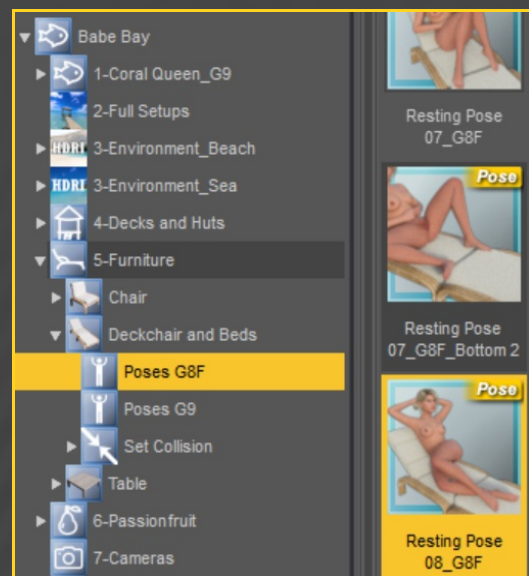 Babe Bay
1-Coral Queen_G9
2-Full Setups
HDRI 3-Environment_Beach
HDRI 3-Environment_Sea
4-Decks and Huts
5-Furniture
Chair
Deckchair and Beds
Poses G8F
Poses G9
Set Collision
Table
6-Passionfruit
7-Cameras
Resting Pose
07_G8F
Pose
Resting Pose
07_G8F_Bottom 2
Pose
Resting Pose
08_G8F